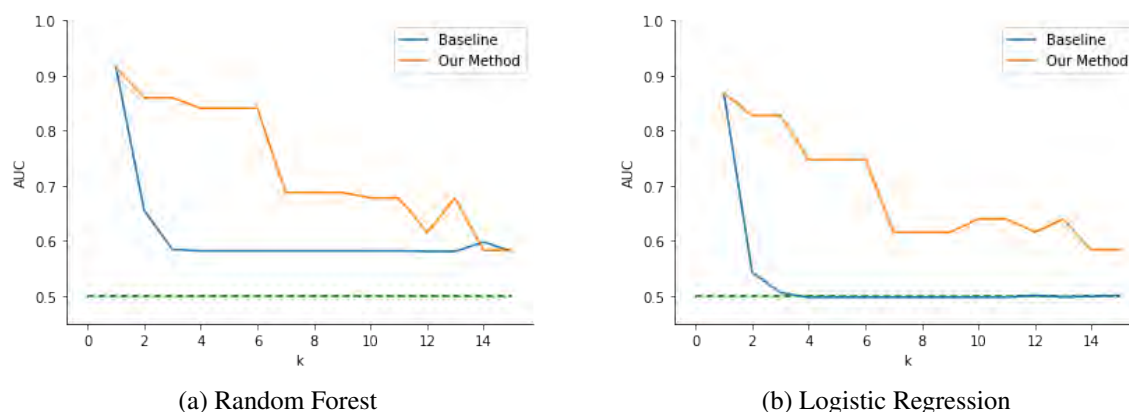 1.0
0.9
0.8
0.7
0.6
0.5
AUC
0 2 4 6 8 10 12 14
k
Baseline
Our Method
(a) Random Forest
1.0
0.9
0.8
0.7
0.6
0.5
AUC
0 2 4 6 8 10 12 14
k
Baseline
Our Method
(b) Logistic Regression